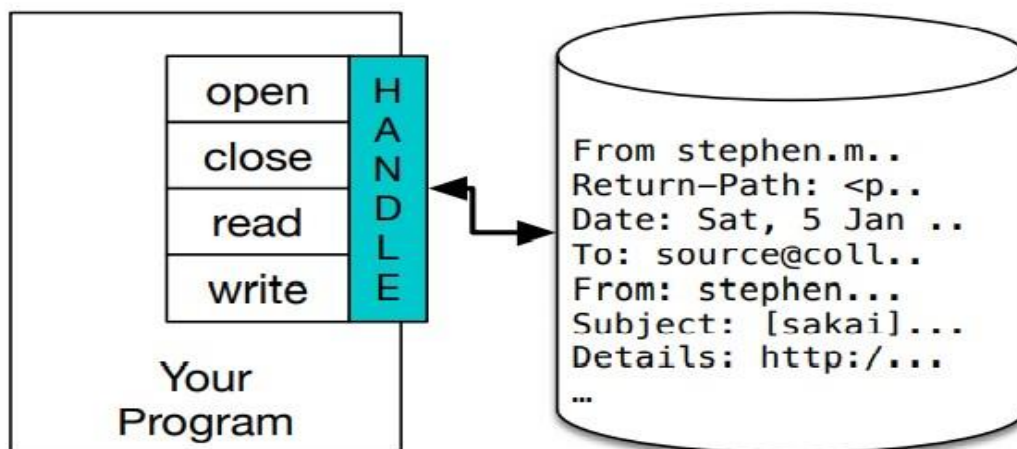 open
close
read
write
HANDLE
Your
Program
From stephen.m..
Return-Path: <p..
Date: Sat, 5 Jan ..
To: source@coll..
From: stephen...
Subject: [sakai]...
Details: http:/...
…